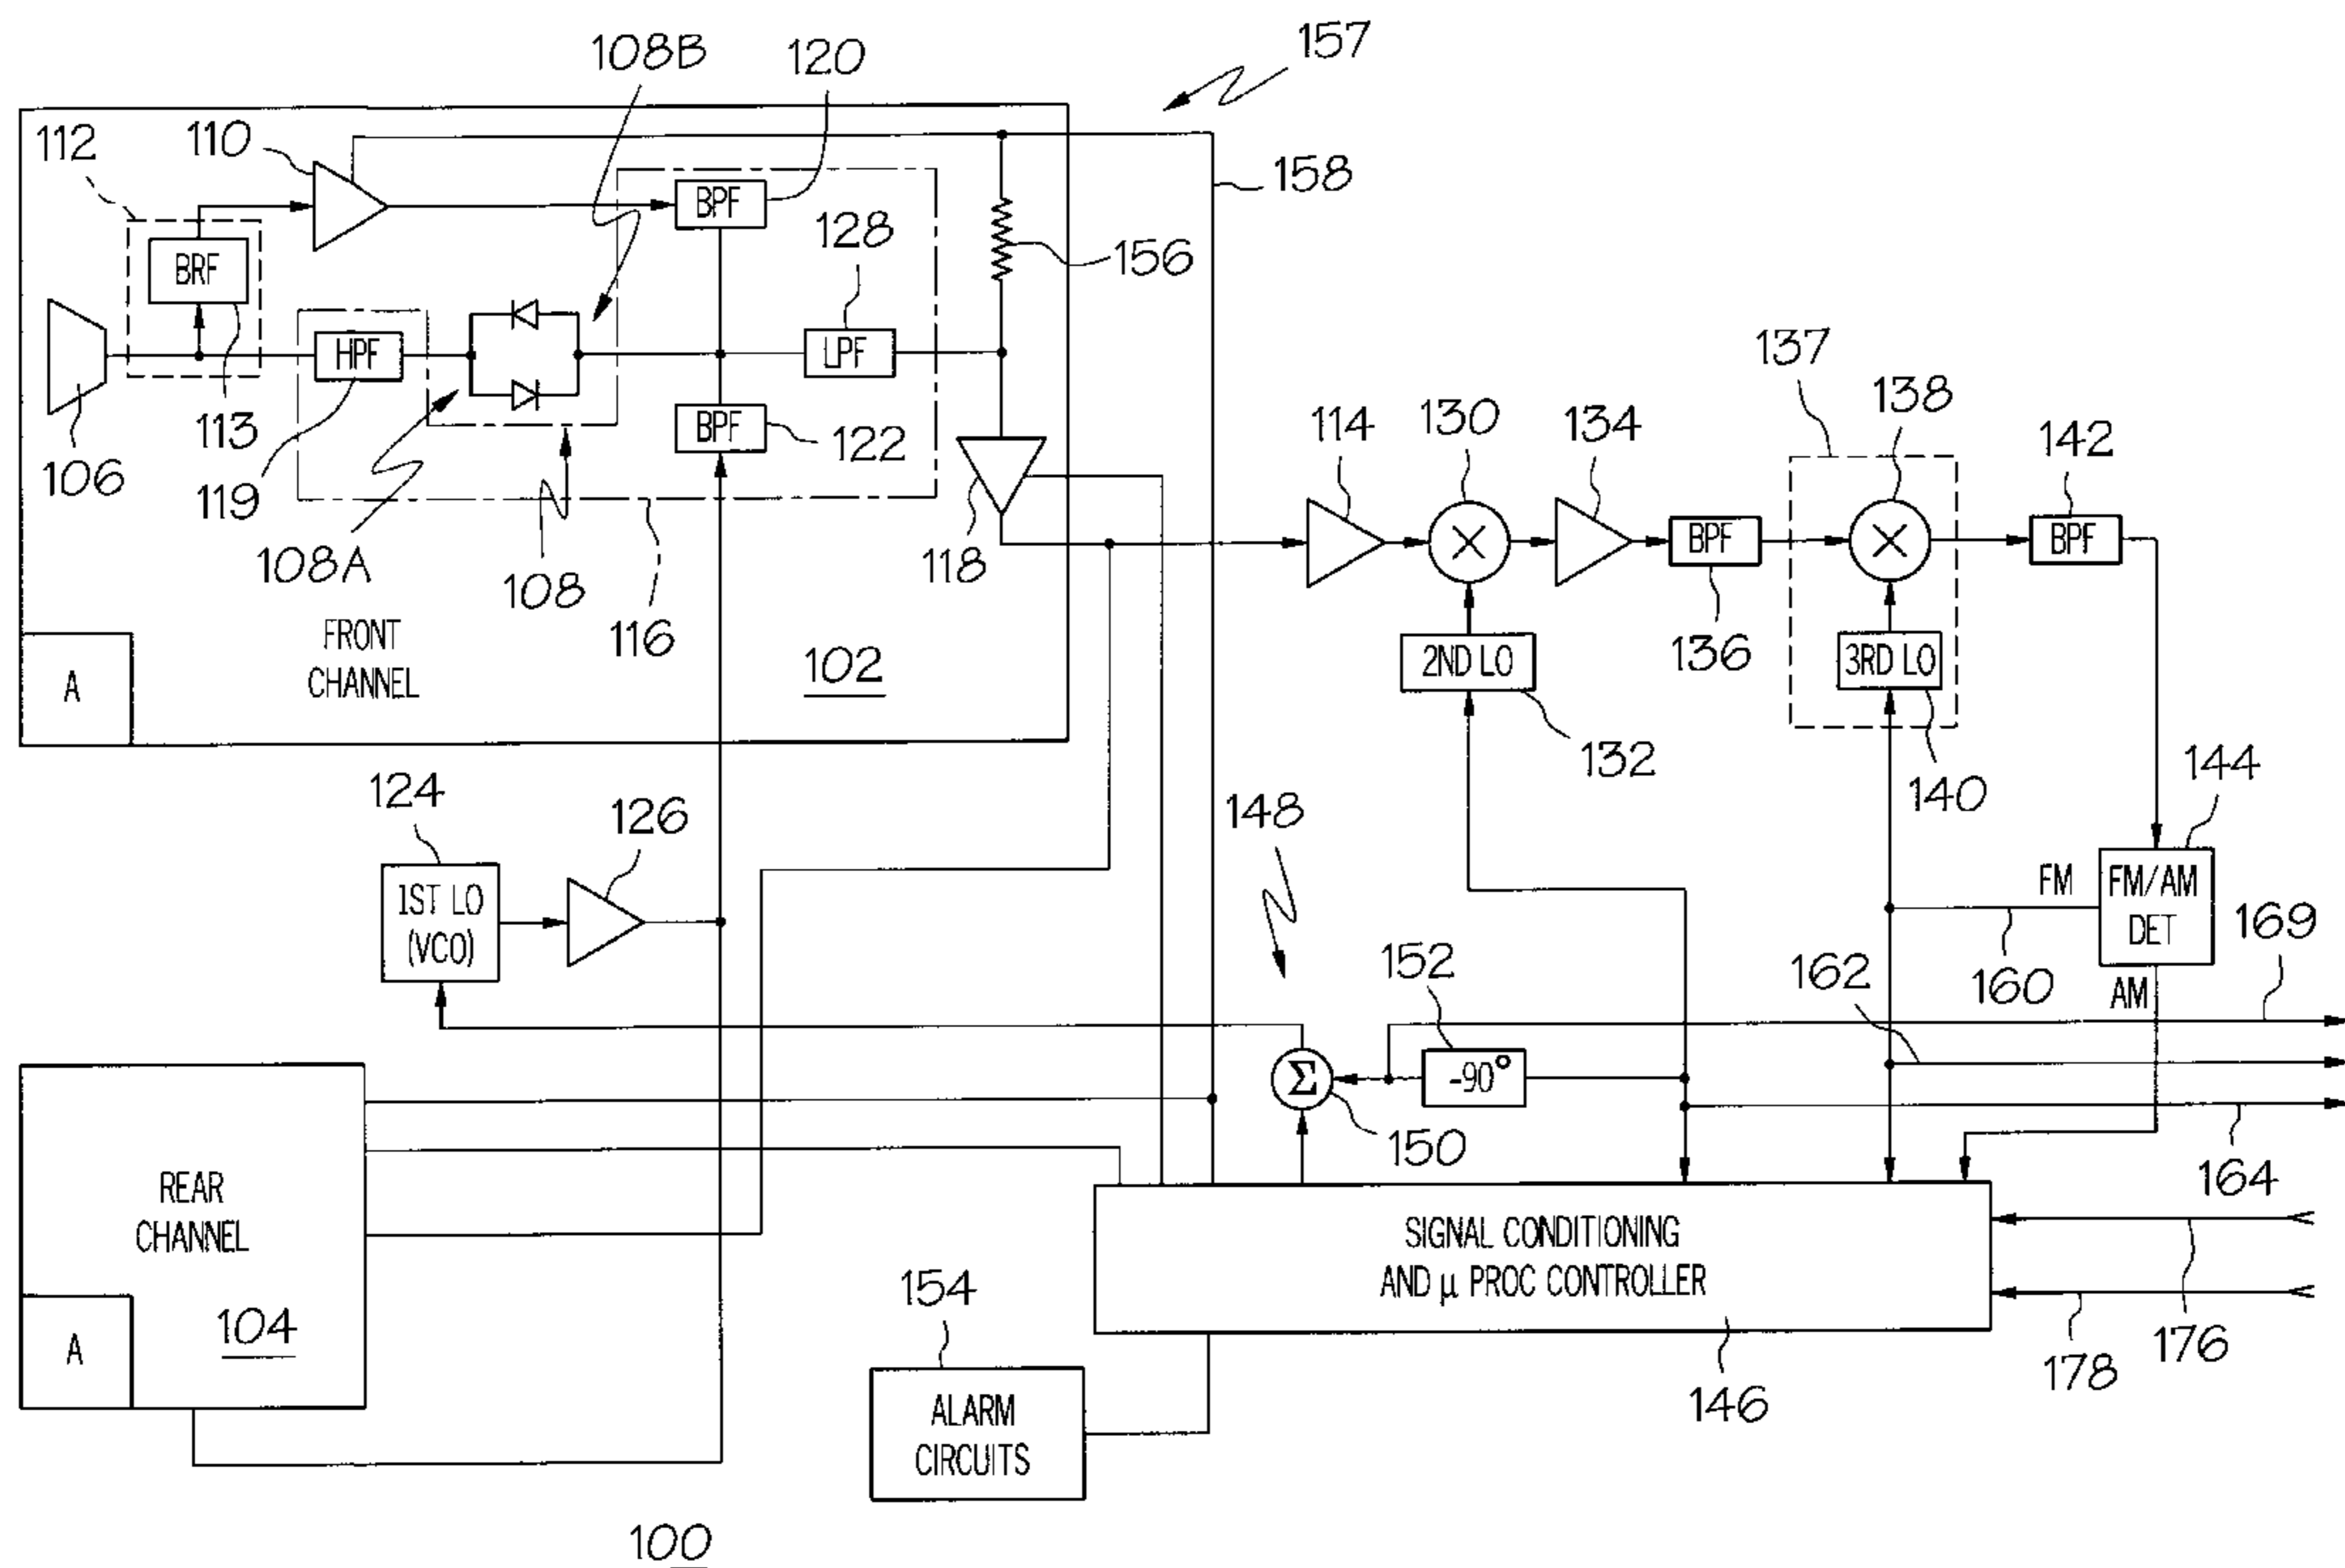 157
108B
120
112
110
158
BPF
128
156
BRF
HPF
LPF
113
BPF
122
106
119
108A
108
116
118
FRONT
CHANNEL
102
A
114
130
134
137
138
142
BPF
BPF
136
2ND LO
132
3RD LO
140
124
126
148
144
1ST LO
(VCO)
FM
FM/AM
DET
160
AM
169
152
162
-90°
Σ
150
164
REAR
CHANNEL
104
A
SIGNAL CONDITIONING
AND µ PROC CONTROLLER
146
176
178
154
ALARM
CIRCUITS
100